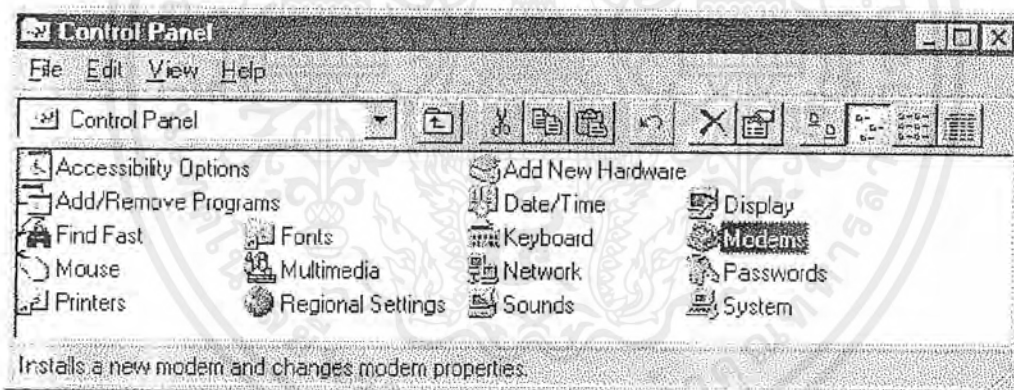 Control Panel
File Edit View Help
Control Panel
Accessibility Options Add New Hardware
Add/Remove Programs Date/Time Display
Find Fast Fonts Keyboard Modems
Mouse Multimedia Network Passwords
Printers Regional Settings Sounds System
Installs a new modem and changes modem properties.